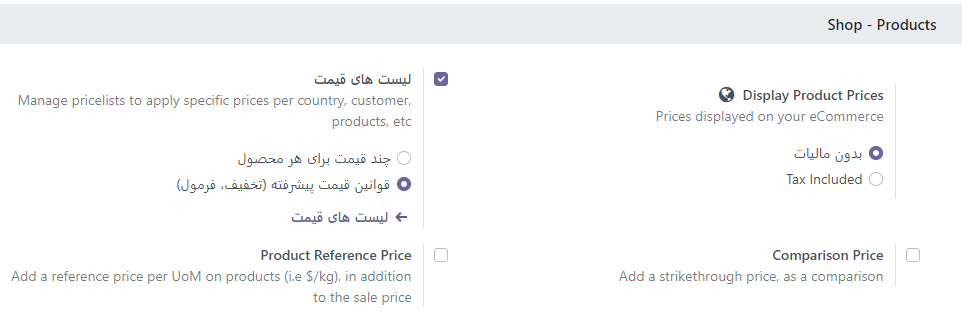 Shop - Products
Display Product Prices
Prices displayed on your eCommerce
بدون مالیات
Tax Included
لیست های قیمت
Manage pricelists to apply specific prices per country, customer,
products, etc
چند قیمت برای هر محصول
قوانین قیمت پیشرفته (تخفیف، فرمول)
لیست های قیمت
Comparison Price
Add a strikethrough price, as a comparison
Product Reference Price
Add a reference price per UoM on products (i.e $/kg), in addition
to the sale price